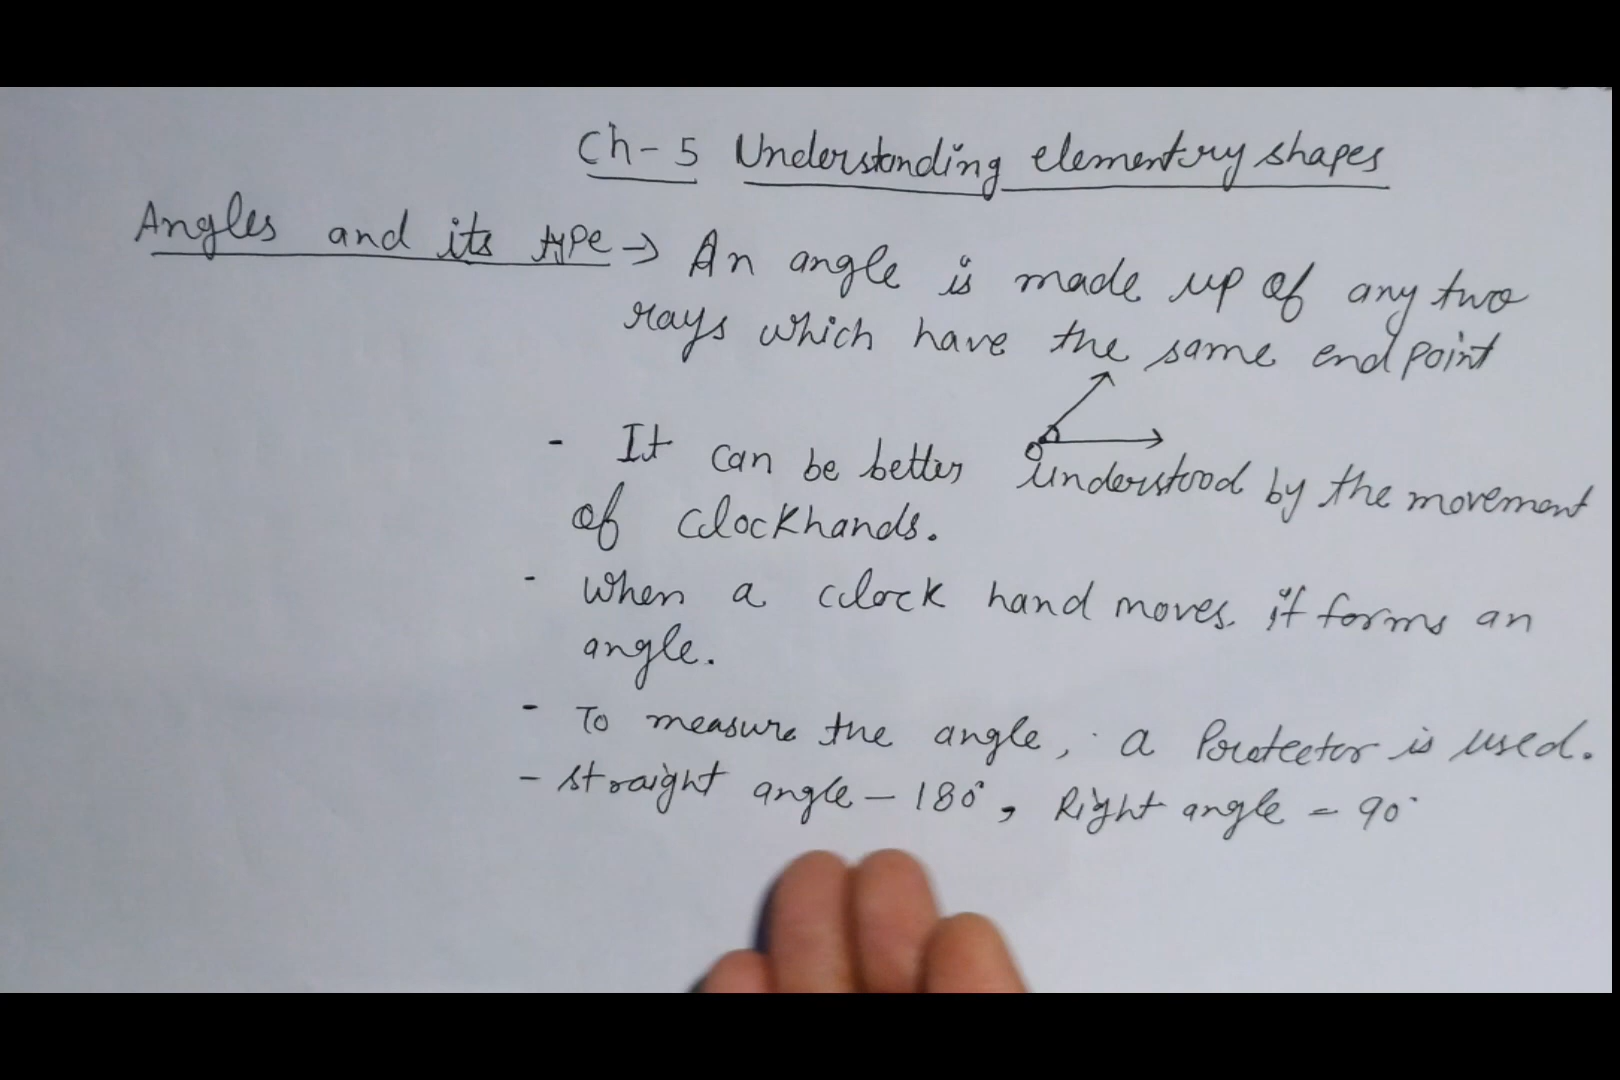 Ch-5 Understanding elementry shapes
Angles and its type → An angle is made up of any two
rays which have the same end point
O
- It can be better understood by the movement
of clockhands.
- When a clock hand moves. it forms an
angle.
- To measure the angle, a Protector is used.
- Straight angle - 180°, Right angle = 90°